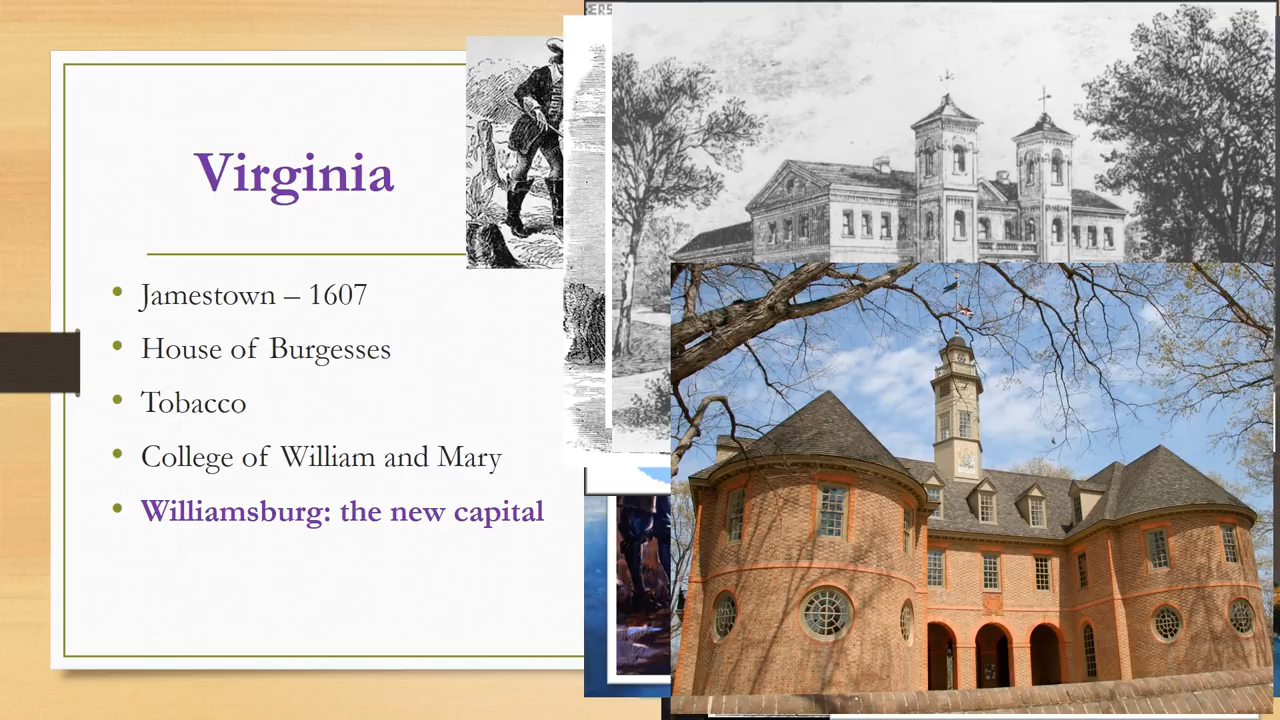 Virginia
Jamestown – 1607
House of Burgesses
Tobacco
College of William and Mary
Williamsburg: the new capital